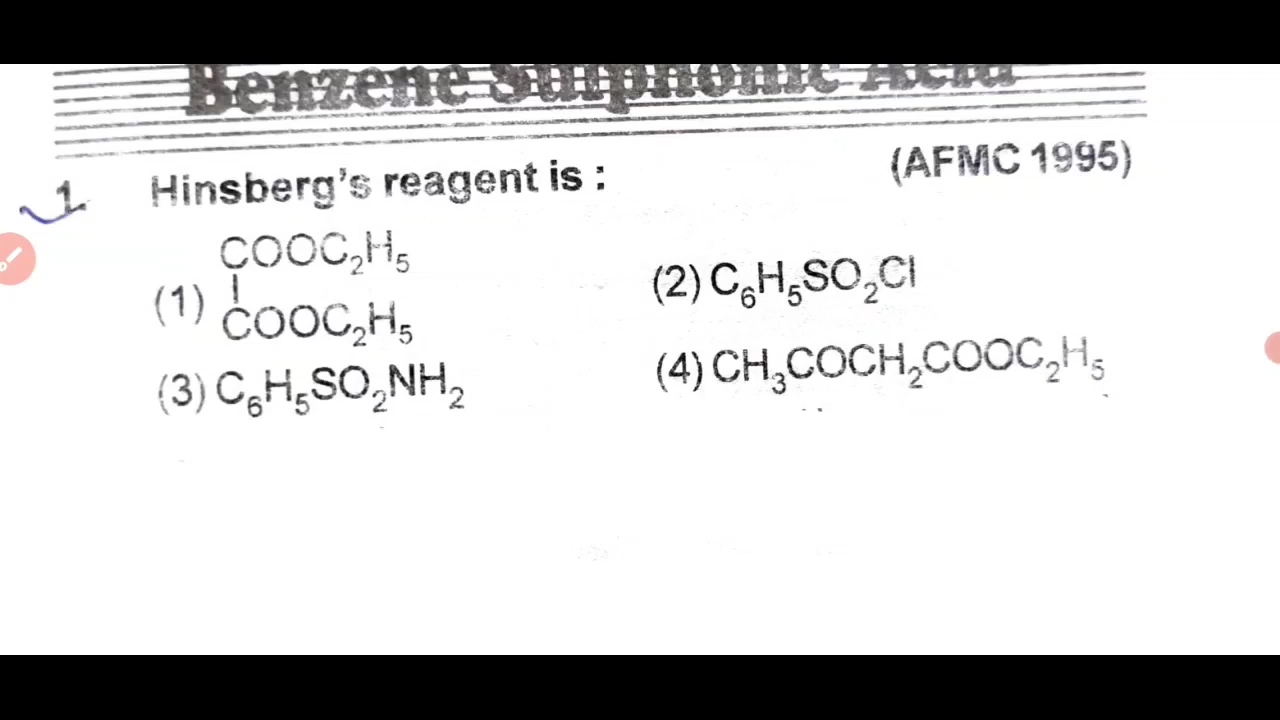 Benzene Sulphonic Acid
1. Hinsberg's reagent is : (AFMC 1995)
(1) COOC₂H₅
|
COOC₂H₅
(2) C₆H₅SO₂Cl
(3) C₆H₅SO₂NH₂
(4) CH₃COCH₂COOC₂H₅